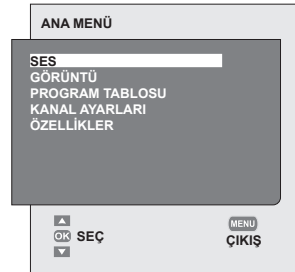 ANA MENÜ
SES
GÖRÜNTÜ
PROGRAM TABLOSU
KANAL AYARLARI
ÖZELLİKLER
OK SEÇ
MENU
ÇIKIŞ